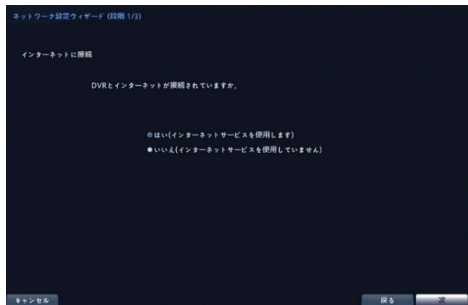 ネットワーク設定ウィザード (段階 1/3)
インターネットに接続
DVRとインターネットが接続されていますか。
はい(インターネットサービスを使用します)
いいえ(インターネットサービスを使用していません)
キャンセル
戻る
次